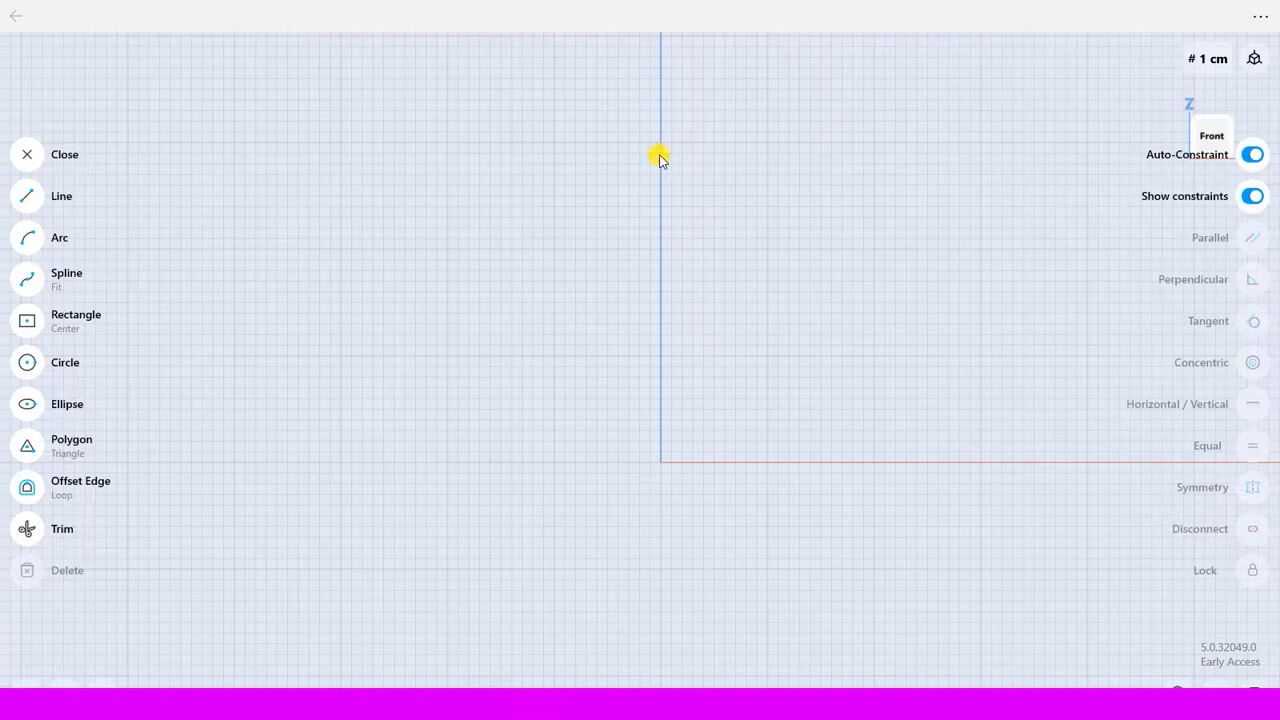 # 1 cm
Z
Front
Close
Line
Arc
Spline
Fit
Rectangle
Center
Circle
Ellipse
Polygon
Triangle
Offset Edge
Loop
Trim
Delete
Auto-Constraint
Show constraints
Parallel
Perpendicular
Tangent
Concentric
Horizontal / Vertical
Equal
Symmetry
Disconnect
Lock
5.0.32049.0
Early Access